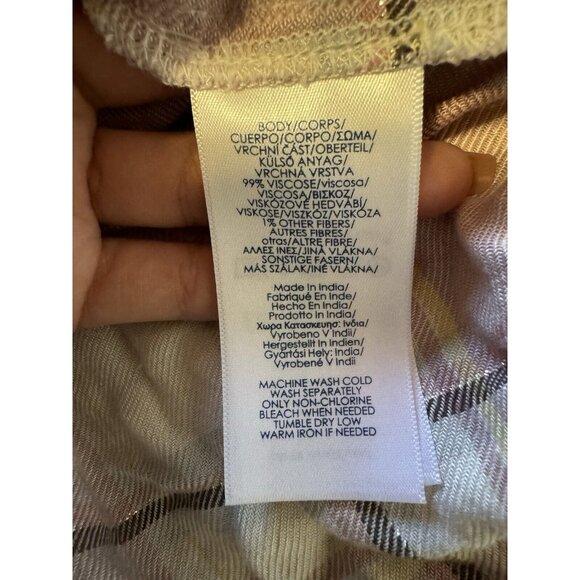 BODY/CORPS/
CUERPO/CORPO/ΣΩΜΑ/
VRCHNÍ ČÁST/OBERTEIL/
KÜLSŐ ANYAG/
VRCHNÁ VRSTVA
99% VISCOSE/viscosa/
VISCOSA/ΒΙΣΚΟΖ/
VISKÓZOVÉ HEDVÁBÍ/
VISKOSE/VISZKÓZ/VISKÓZA
1% OTHER FIBERS/
AUTRES FIBRES/
otras/ALTRE FIBRE/
ΑΛΛΕΣ ΙΝΕΣ/JINÁ VLÁKNA/
SONSTIGE FASERN/
MÁS SZÁLAK/INÉ VLÁKNA/
Made In India/
Fabriqué En Inde/
Hecho En India/
Prodotto in India/
Χωρα Κατασκευησ: Ινδια/
Vyrobeno V Indii/
Hergestellt In Indien/
Gyártási Hely: India/
Vyrobené V Indii
MACHINE WASH COLD
WASH SEPARATELY
ONLY NON-CHLORINE
BLEACH WHEN NEEDED
TUMBLE DRY LOW
WARM IRON IF NEEDED